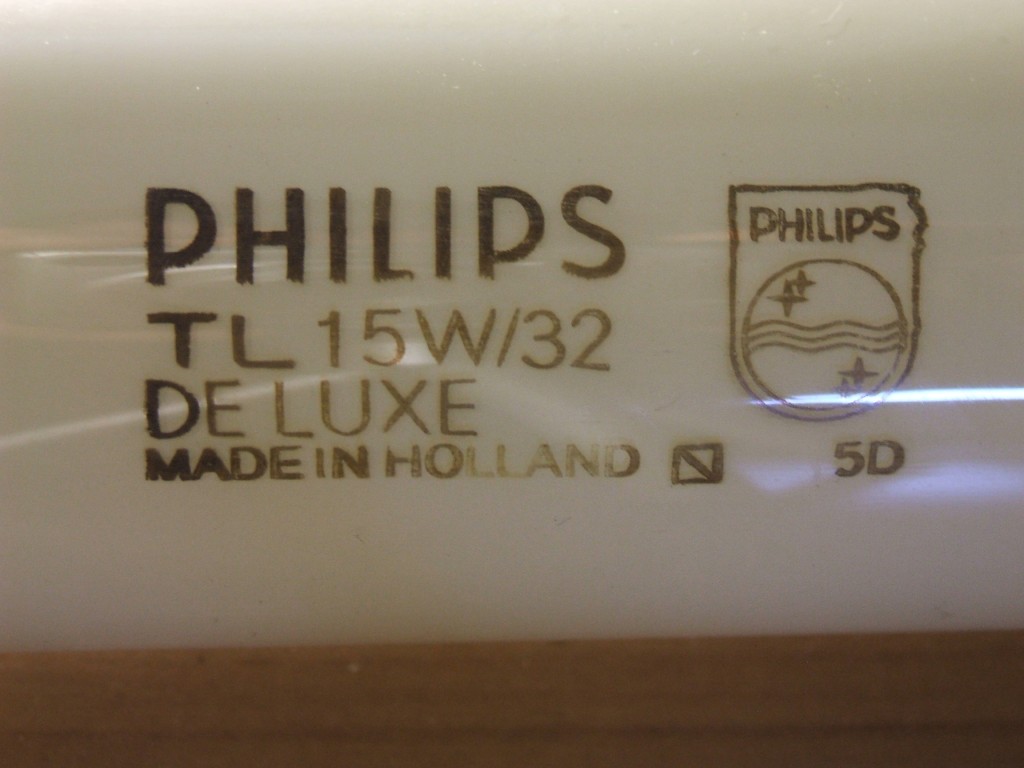 PHILIPS
TL 15W/32
DE LUXE
MADE IN HOLLAND
PHILIPS
5D